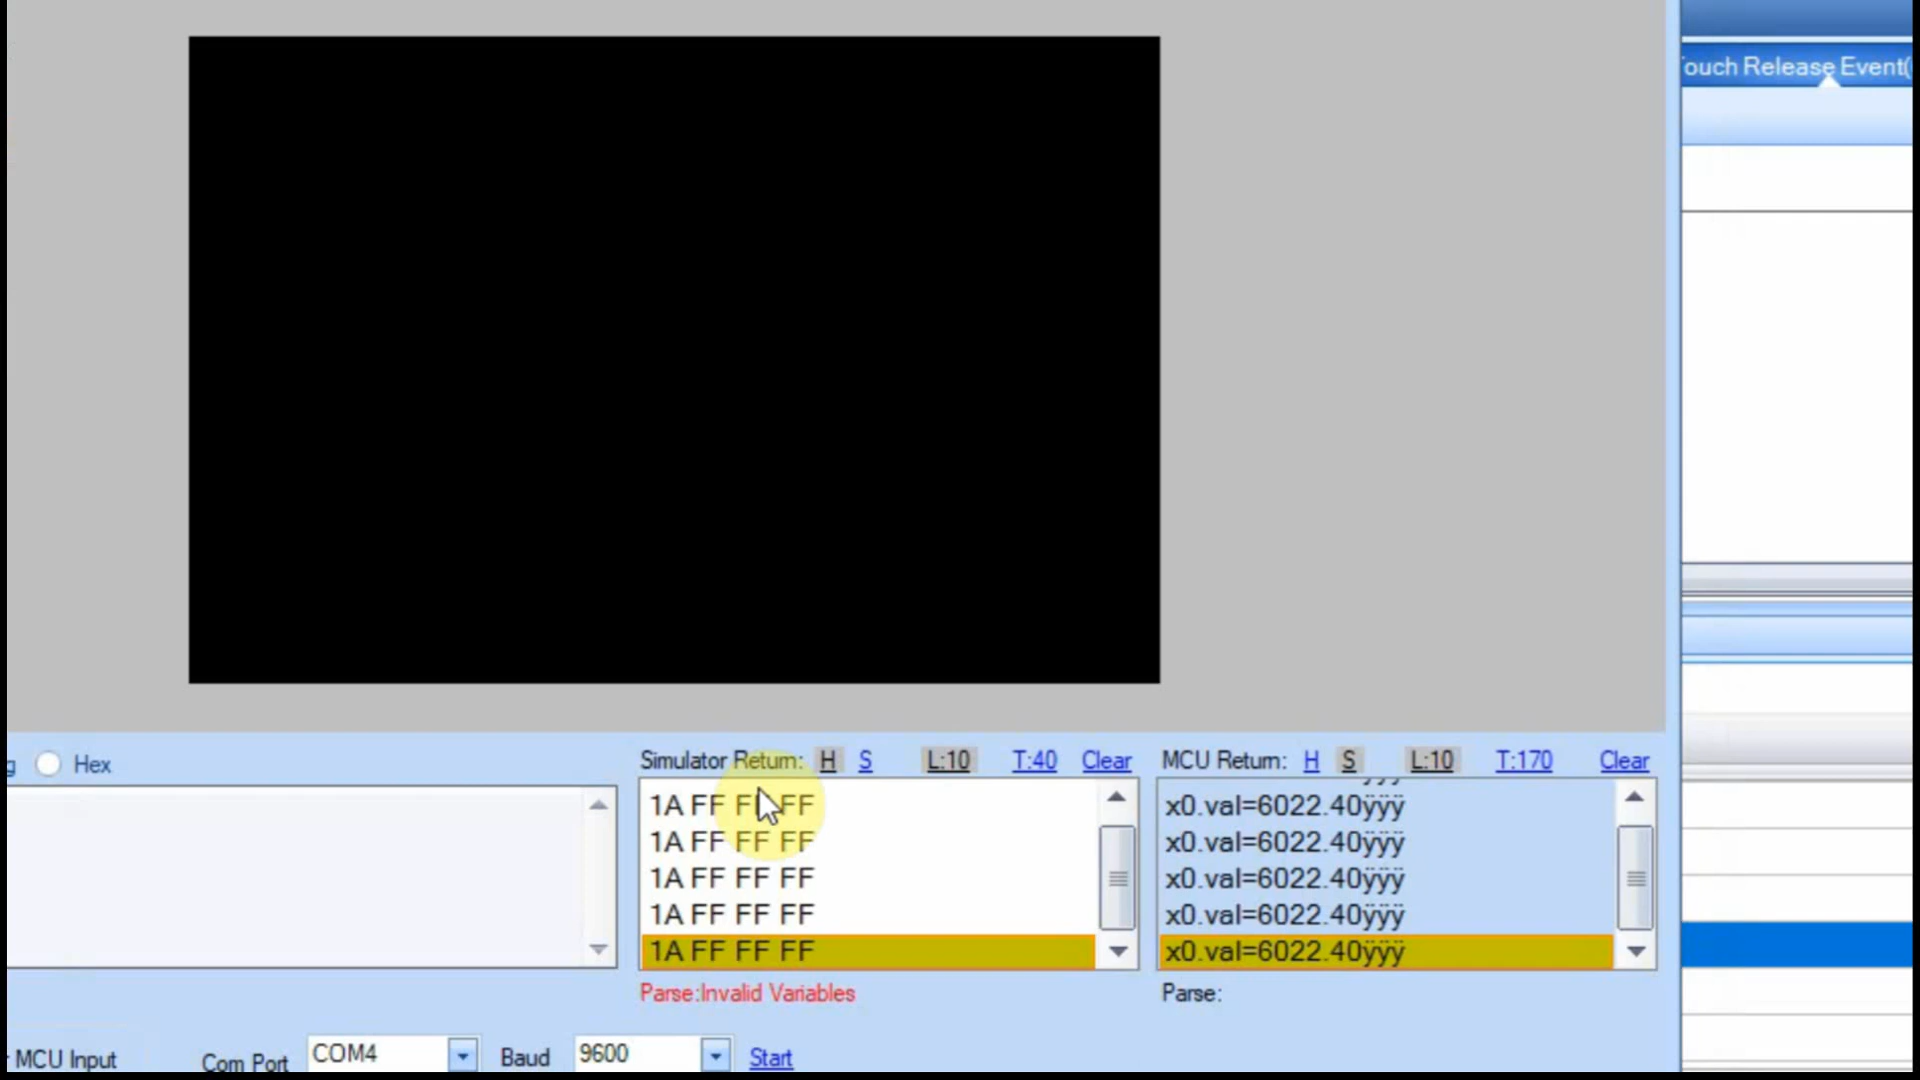 ouch Release Event(
Hex
Simulator Return: H S L:10 T:40 Clear
1A FF FF FF
1A FF FF FF
1A FF FF FF
1A FF FF FF
1A FF FF FF
Parse:Invalid Variables
MCU Return: H S L:10 T:170 Clear
x0.val=6022.40ÿÿÿ
x0.val=6022.40ÿÿÿ
x0.val=6022.40ÿÿÿ
x0.val=6022.40ÿÿÿ
x0.val=6022.40ÿÿÿ
Parse:
MCU Input Com Port COM4 Baud 9600 Start